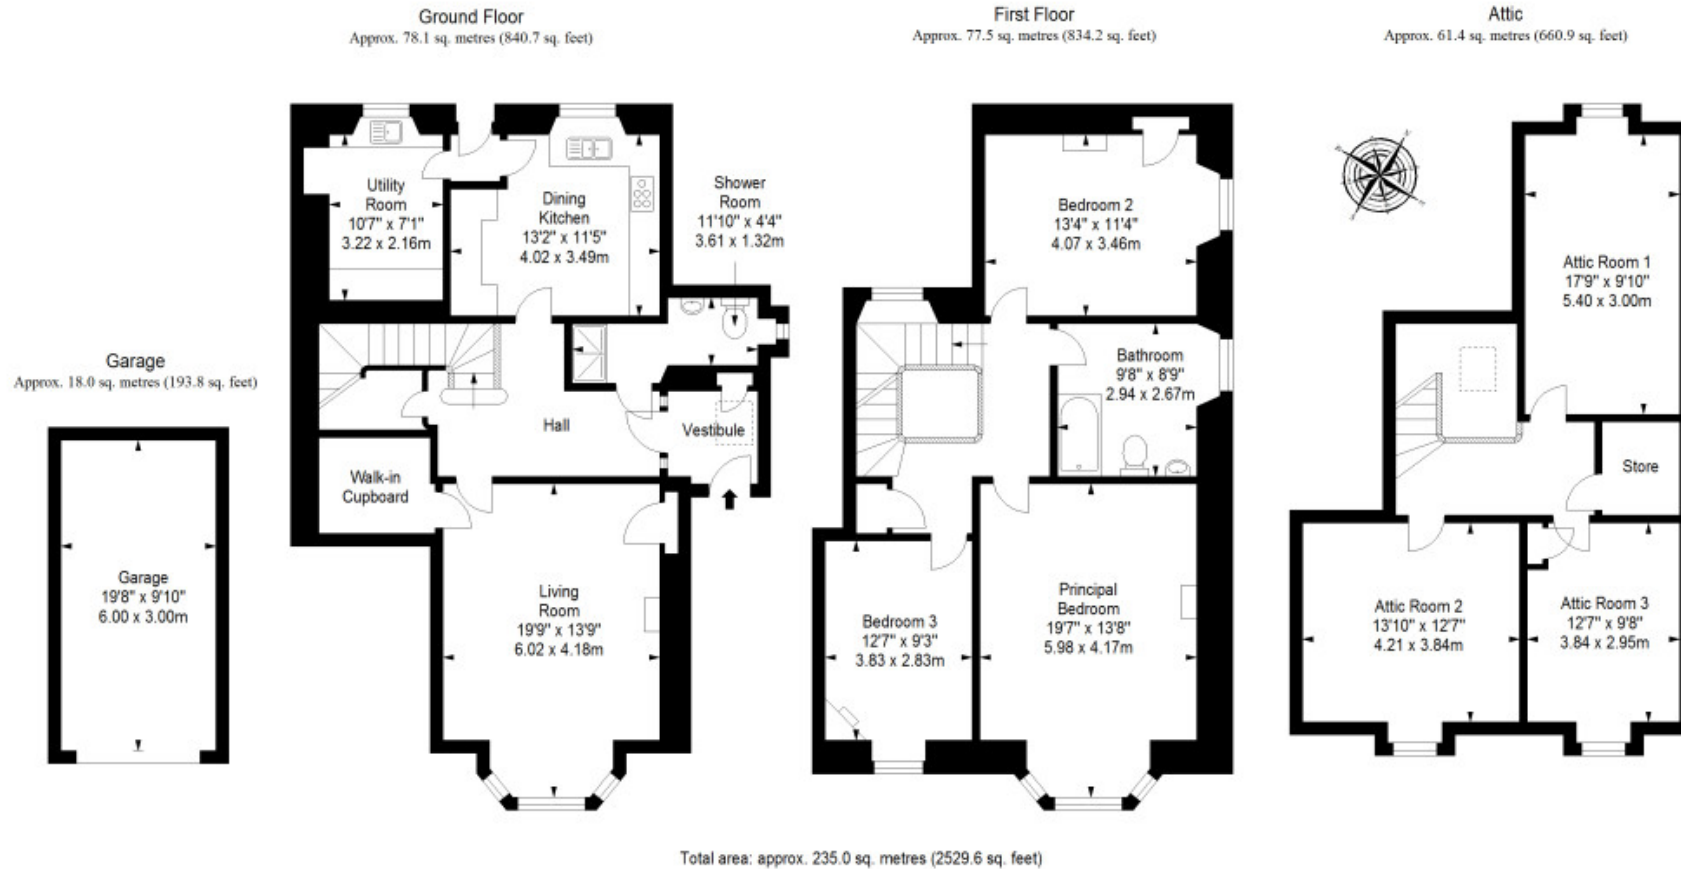 Ground Floor
Approx. 78.1 sq. metres (840.7 sq. feet)
First Floor
Approx. 77.5 sq. metres (834.2 sq. feet)
Attic
Approx. 61.4 sq. metres (660.9 sq. feet)
Garage
Approx. 18.0 sq. metres (193.8 sq. feet)
Garage
19'8" x 9'10"
6.00 x 3.00m
Utility
Room
10'7" x 7'1"
3.22 x 2.16m
Dining
Kitchen
13'2" x 11'5"
4.02 x 3.49m
Shower
Room
11'10" x 4'4"
3.61 x 1.32m
Hall
Vestibule
Walk-in
Cupboard
Living
Room
19'9" x 13'9"
6.02 x 4.18m
Bedroom 2
13'4" x 11'4"
4.07 x 3.46m
Bathroom
9'8" x 8'9"
2.94 x 2.67m
Bedroom 3
12'7" x 9'3"
3.83 x 2.83m
Principal
Bedroom
19'7" x 13'8"
5.98 x 4.17m
Attic Room 1
17'9" x 9'10"
5.40 x 3.00m
Store
Attic Room 2
13'10" x 12'7"
4.21 x 3.84m
Attic Room 3
12'7" x 9'8"
3.84 x 2.95m
Total area: approx. 235.0 sq. metres (2529.6 sq. feet)